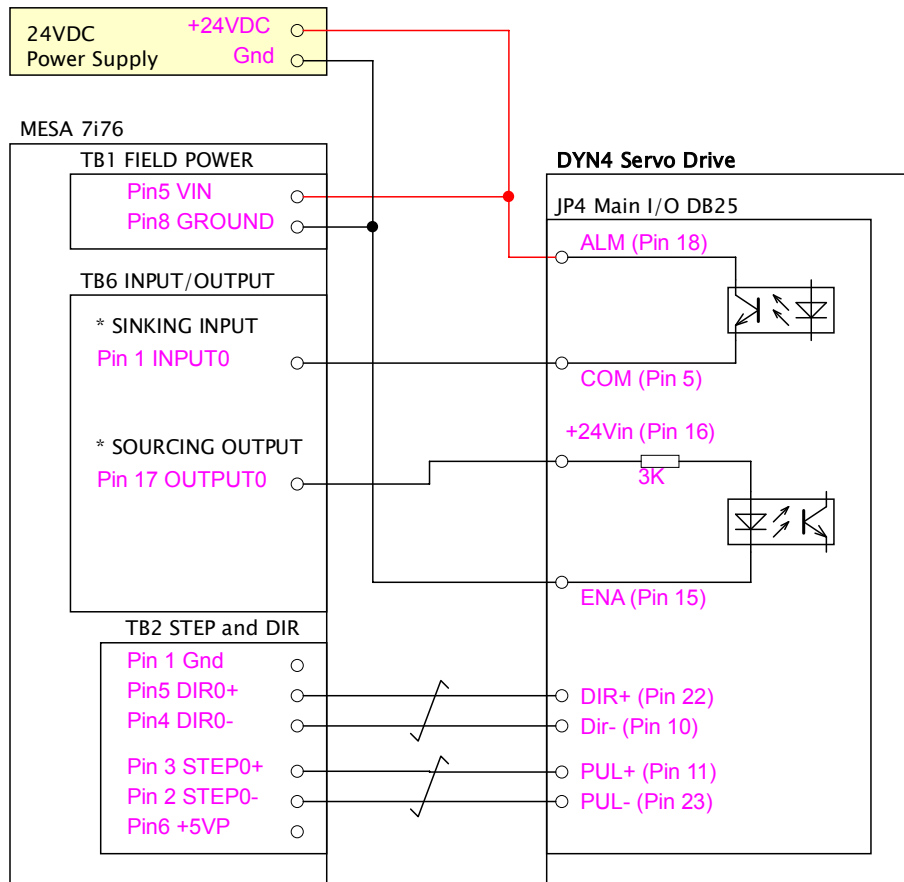 24VDC
Power Supply
+24VDC
Gnd
MESA 7i76
TB1 FIELD POWER
Pin5 VIN
Pin8 GROUND
TB6 INPUT/OUTPUT
* SINKING INPUT
Pin 1 INPUT0
* SOURCING OUTPUT
Pin 17 OUTPUT0
TB2 STEP and DIR
Pin 1 Gnd
Pin5 DIR0+
Pin4 DIR0-
Pin 3 STEP0+
Pin 2 STEP0-
Pin6 +5VP
DYN4 Servo Drive
JP4 Main I/O DB25
ALM (Pin 18)
COM (Pin 5)
+24Vin (Pin 16)
3K
ENA (Pin 15)
DIR+ (Pin 22)
Dir- (Pin 10)
PUL+ (Pin 11)
PUL- (Pin 23)